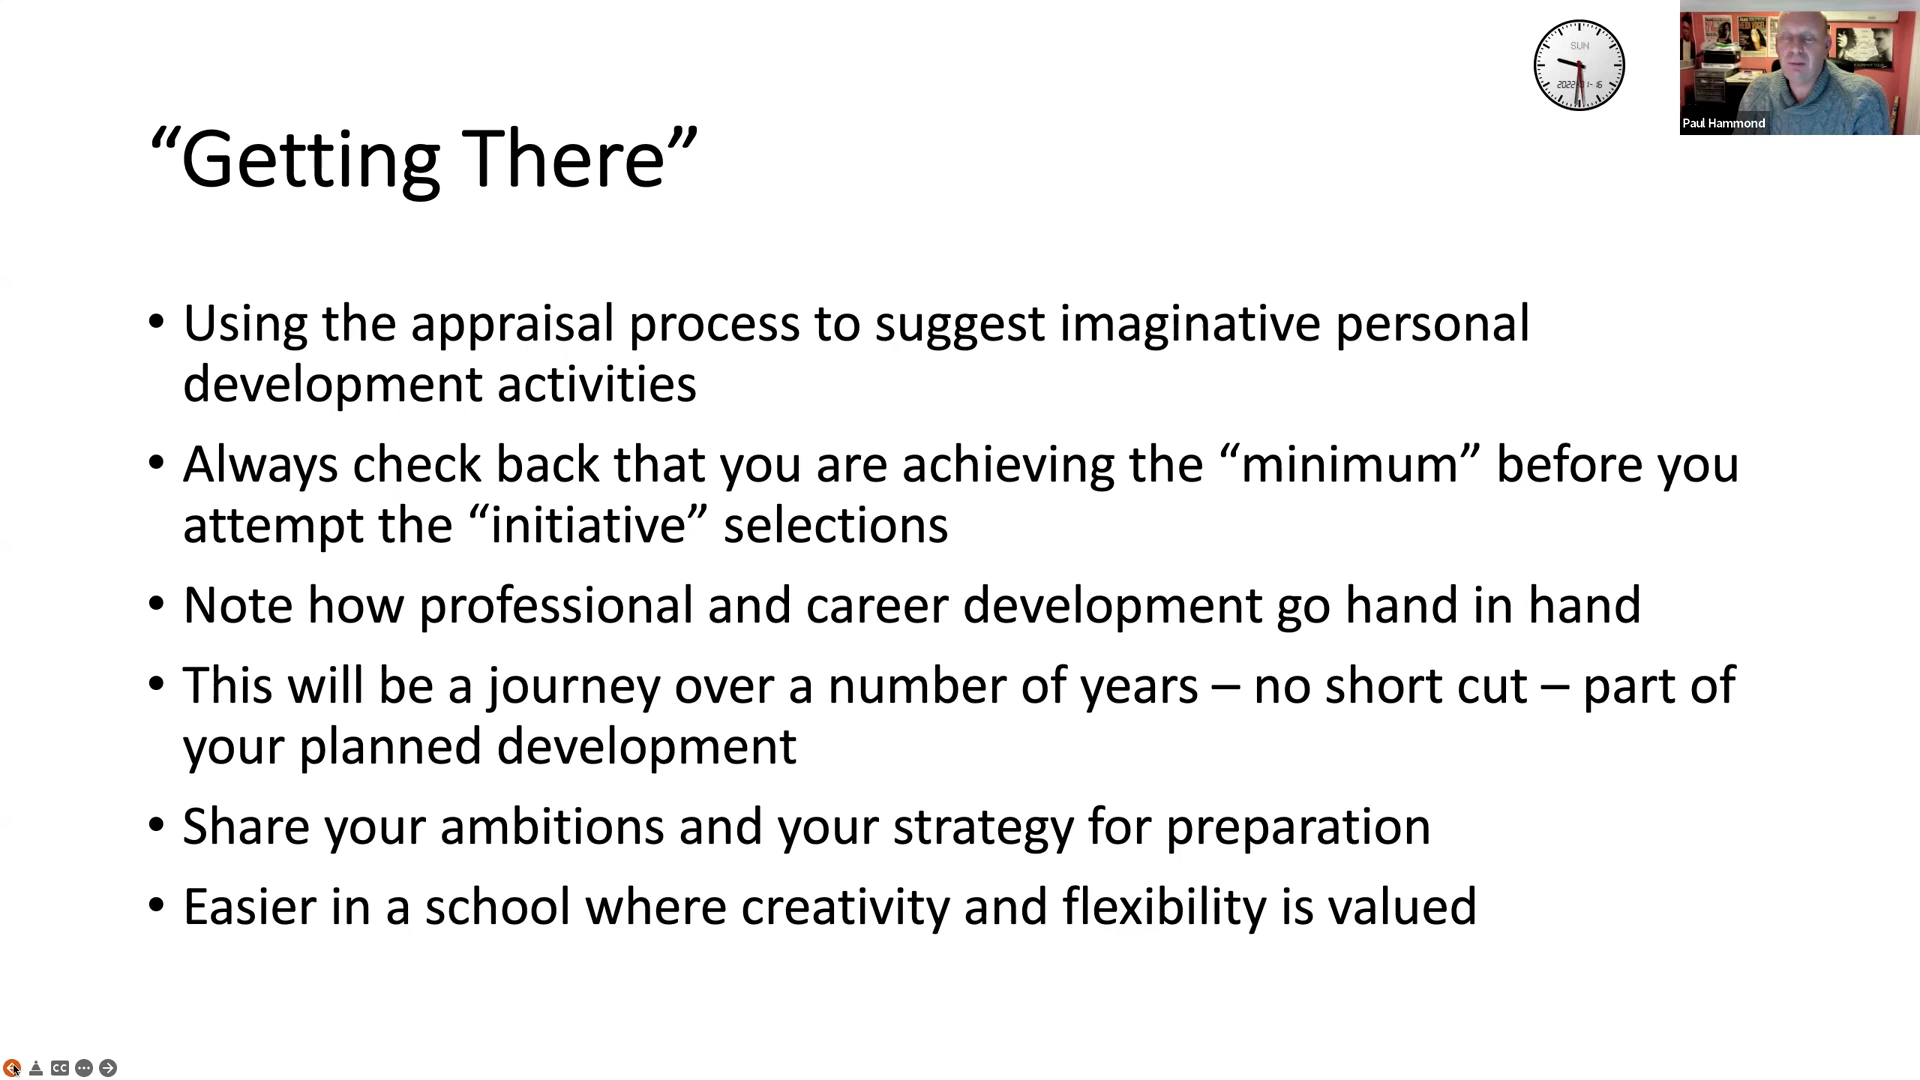 SUN
“Getting There”
Paul Hammond
• Using the appraisal process to suggest imaginative personal
development activities
• Always check back that you are achieving the “minimum” before you
attempt the “initiative” selections
• Note how professional and career development go hand in hand
• This will be a journey over a number of years – no short cut – part of
your planned development
• Share your ambitions and your strategy for preparation
• Easier in a school where creativity and flexibility is valued
CC